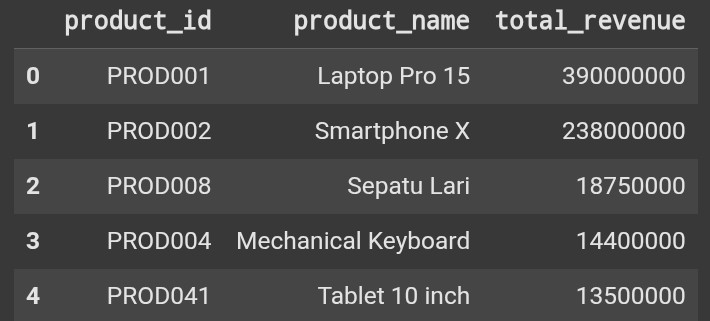 product_id product_name total_revenue
0 PROD001 Laptop Pro 15 390000000
1 PROD002 Smartphone X 238000000
2 PROD008 Sepatu Lari 18750000
3 PROD004 Mechanical Keyboard 14400000
4 PROD041 Tablet 10 inch 13500000